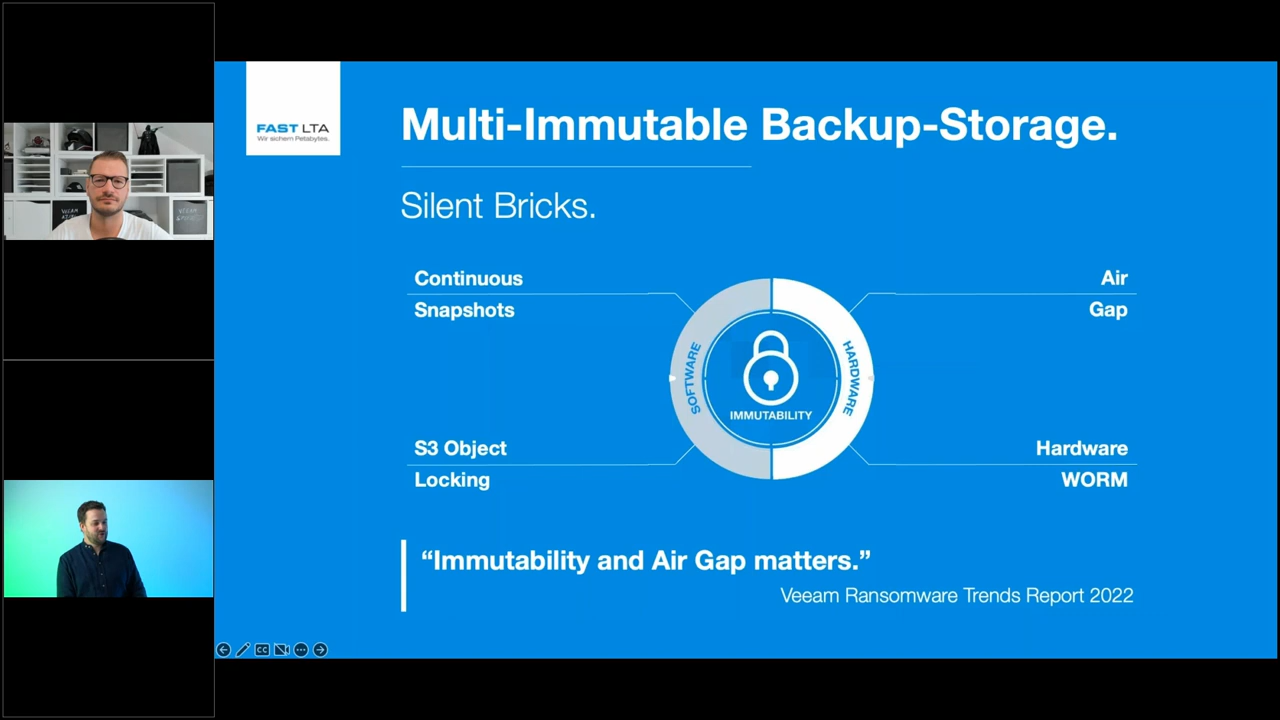 FAST LTA
Wir sichern Petabytes.
Multi-Immutable Backup-Storage.
Silent Bricks.
Continuous
Snapshots
Air
Gap
SOFTWARE
HARDWARE
IMMUTABILITY
S3 Object
Locking
Hardware
WORM
“Immutability and Air Gap matters.”
Veeam Ransomware Trends Report 2022
CC